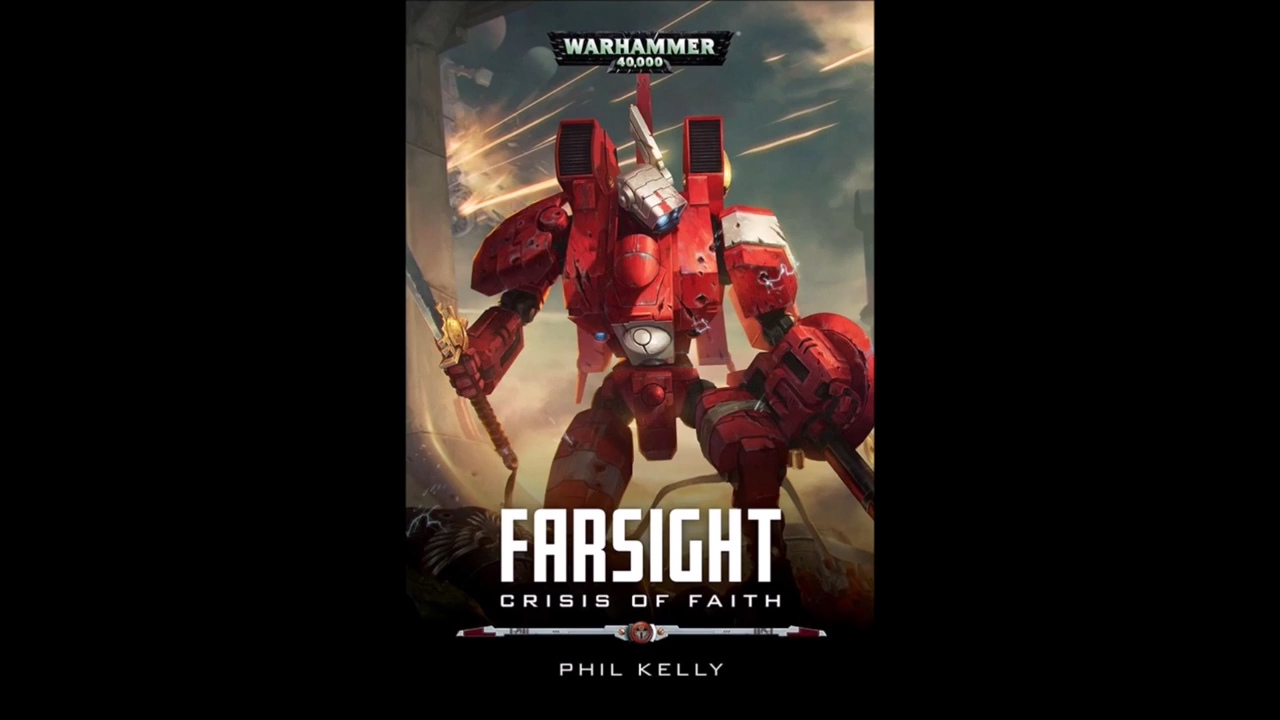 WARHAMMER
40,000
FARSIGHT
CRISIS OF FAITH
PHIL KELLY